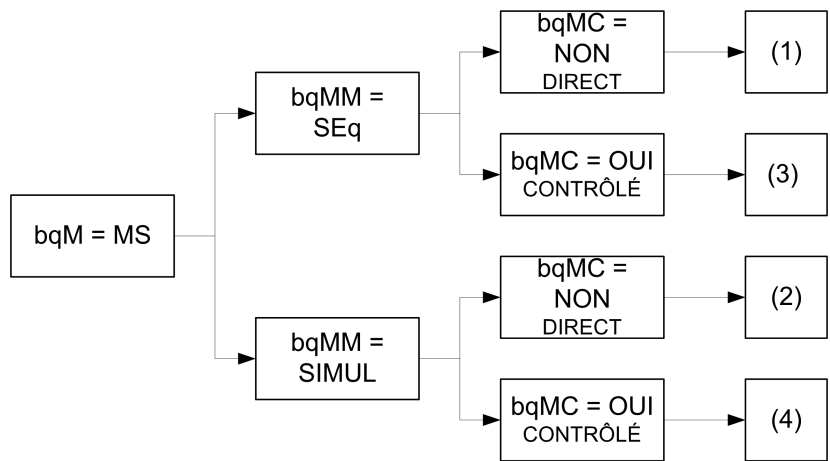 bqMC =
NON
DIRECT
(1)
bqMM =
SEq
bqMC = OUI
CONTRÔLÉ
(3)
bqM = MS
bqMC =
NON
DIRECT
(2)
bqMM =
SIMUL
bqMC = OUI
CONTRÔLÉ
(4)